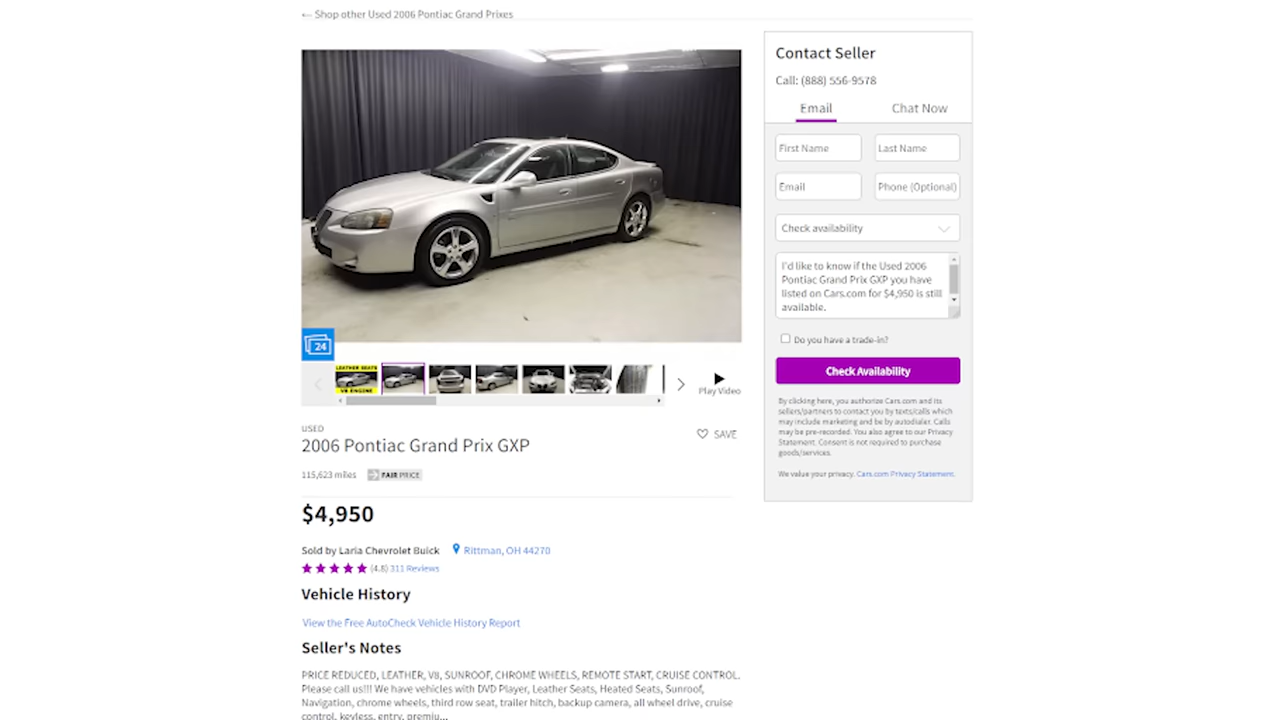 ← Shop other Used 2006 Pontiac Grand Prixes
24
LEATHER SEATS
V8 ENGINE
Play Video
USED
2006 Pontiac Grand Prix GXP
SAVE
115,623 miles
FAIR PRICE
$4,950
Sold by Laria Chevrolet Buick
Rittman, OH 44270
(4.8) 311 Reviews
Vehicle History
View the Free AutoCheck Vehicle History Report
Seller's Notes
PRICE REDUCED, LEATHER, V8, SUNROOF, CHROME WHEELS, REMOTE START, CRUISE CONTROL.
Please call us!!! We have vehicles with DVD Player, Leather Seats, Heated Seats, Sunroof,
Navigation, chrome wheels, third row seat, trailer hitch, backup camera, all wheel drive, cruise
control, keyless, entry, premiu...
Contact Seller
Call: (888) 556-9578
Email
Chat Now
First Name
Last Name
Email
Phone (Optional)
Check availability
I'd like to know if the Used 2006
Pontiac Grand Prix GXP you have
listed on Cars.com for $4,950 is still
available.
Do you have a trade-in?
Check Availability
By clicking here, you authorize Cars.com and its
sellers/partners to contact you by texts/calls which
may include marketing and be by autodialer. Calls
may be pre-recorded. You also agree to our Privacy
Statement. Consent is not required to purchase
goods/services.
We value your privacy. Cars.com Privacy Statement.